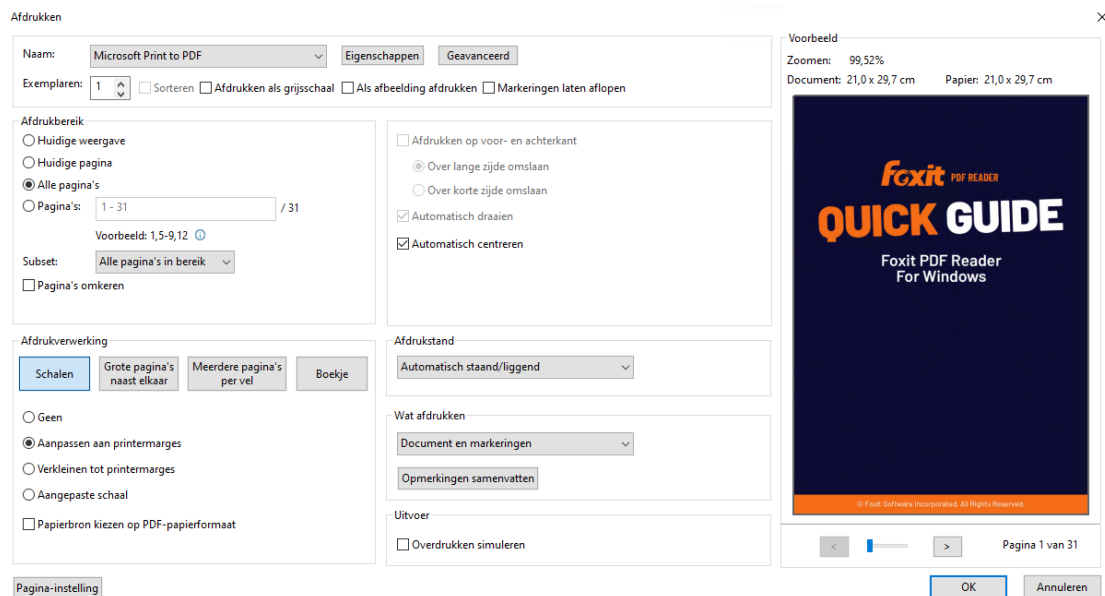 Afdrukken
Naam:
Microsoft Print to PDF
Eigenschappen
Geavanceerd
Exemplaren:
1
Sorteren
Afdrukken als grijsschaal
Als afbeelding afdrukken
Markeringen laten aflopen
Afdrukbereik
Huidige weergave
Huidige pagina
Alle pagina's
Pagina's:
1 - 31
/ 31
Voorbeeld: 1,5-9,12
Subset:
Alle pagina's in bereik
Pagina's omkeren
Afdrukken op voor- en achterkant
Over lange zijde omslaan
Over korte zijde omslaan
Automatisch draaien
Automatisch centreren
Afdrukverwerking
Schalen
Grote pagina's
naast elkaar
Meerdere pagina's
per vel
Boekje
Geen
Aanpassen aan printermarges
Verkleinen tot printermarges
Aangepaste schaal
Papierbron kiezen op PDF-papierformaat
Afdrukstand
Automatisch staand/liggend
Wat afdrukken
Document en markeringen
Opmerkingen samenvatten
Uitvoer
Overdrukken simuleren
Voorbeeld
Zoomen: 99,52%
Document: 21,0 x 29,7 cm Papier: 21,0 x 29,7 cm
Foxit PDF READER
QUICK GUIDE
Foxit PDF Reader
For Windows
© Foxit Software Incorporated. All Rights Reserved.
<
>
Pagina 1 van 31
Pagina-instelling
OK
Annuleren